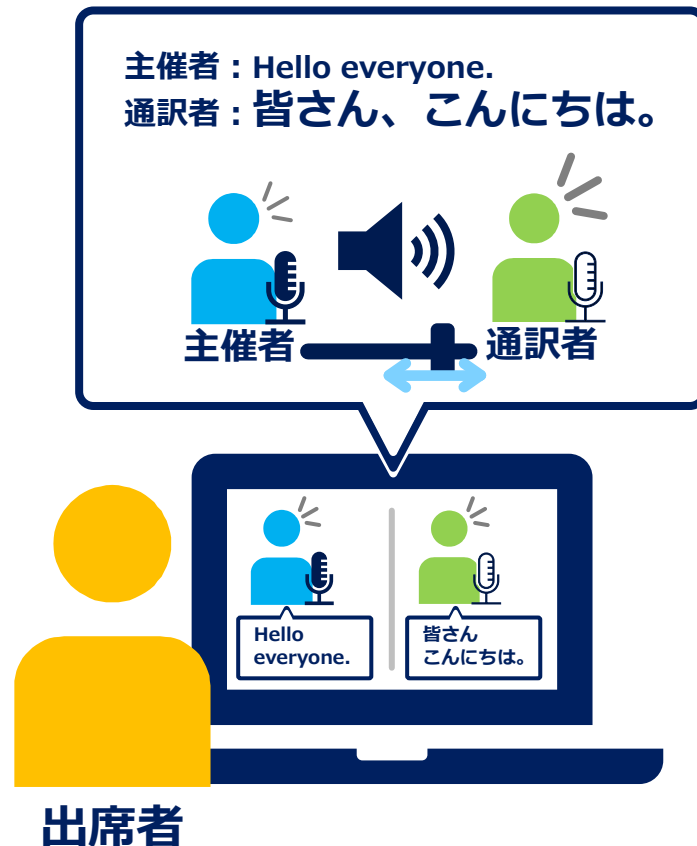 主催者：Hello everyone.
通訳者：皆さん、こんにちは。
主催者
通訳者
Hello
everyone.
皆さん
こんにちは。
出席者